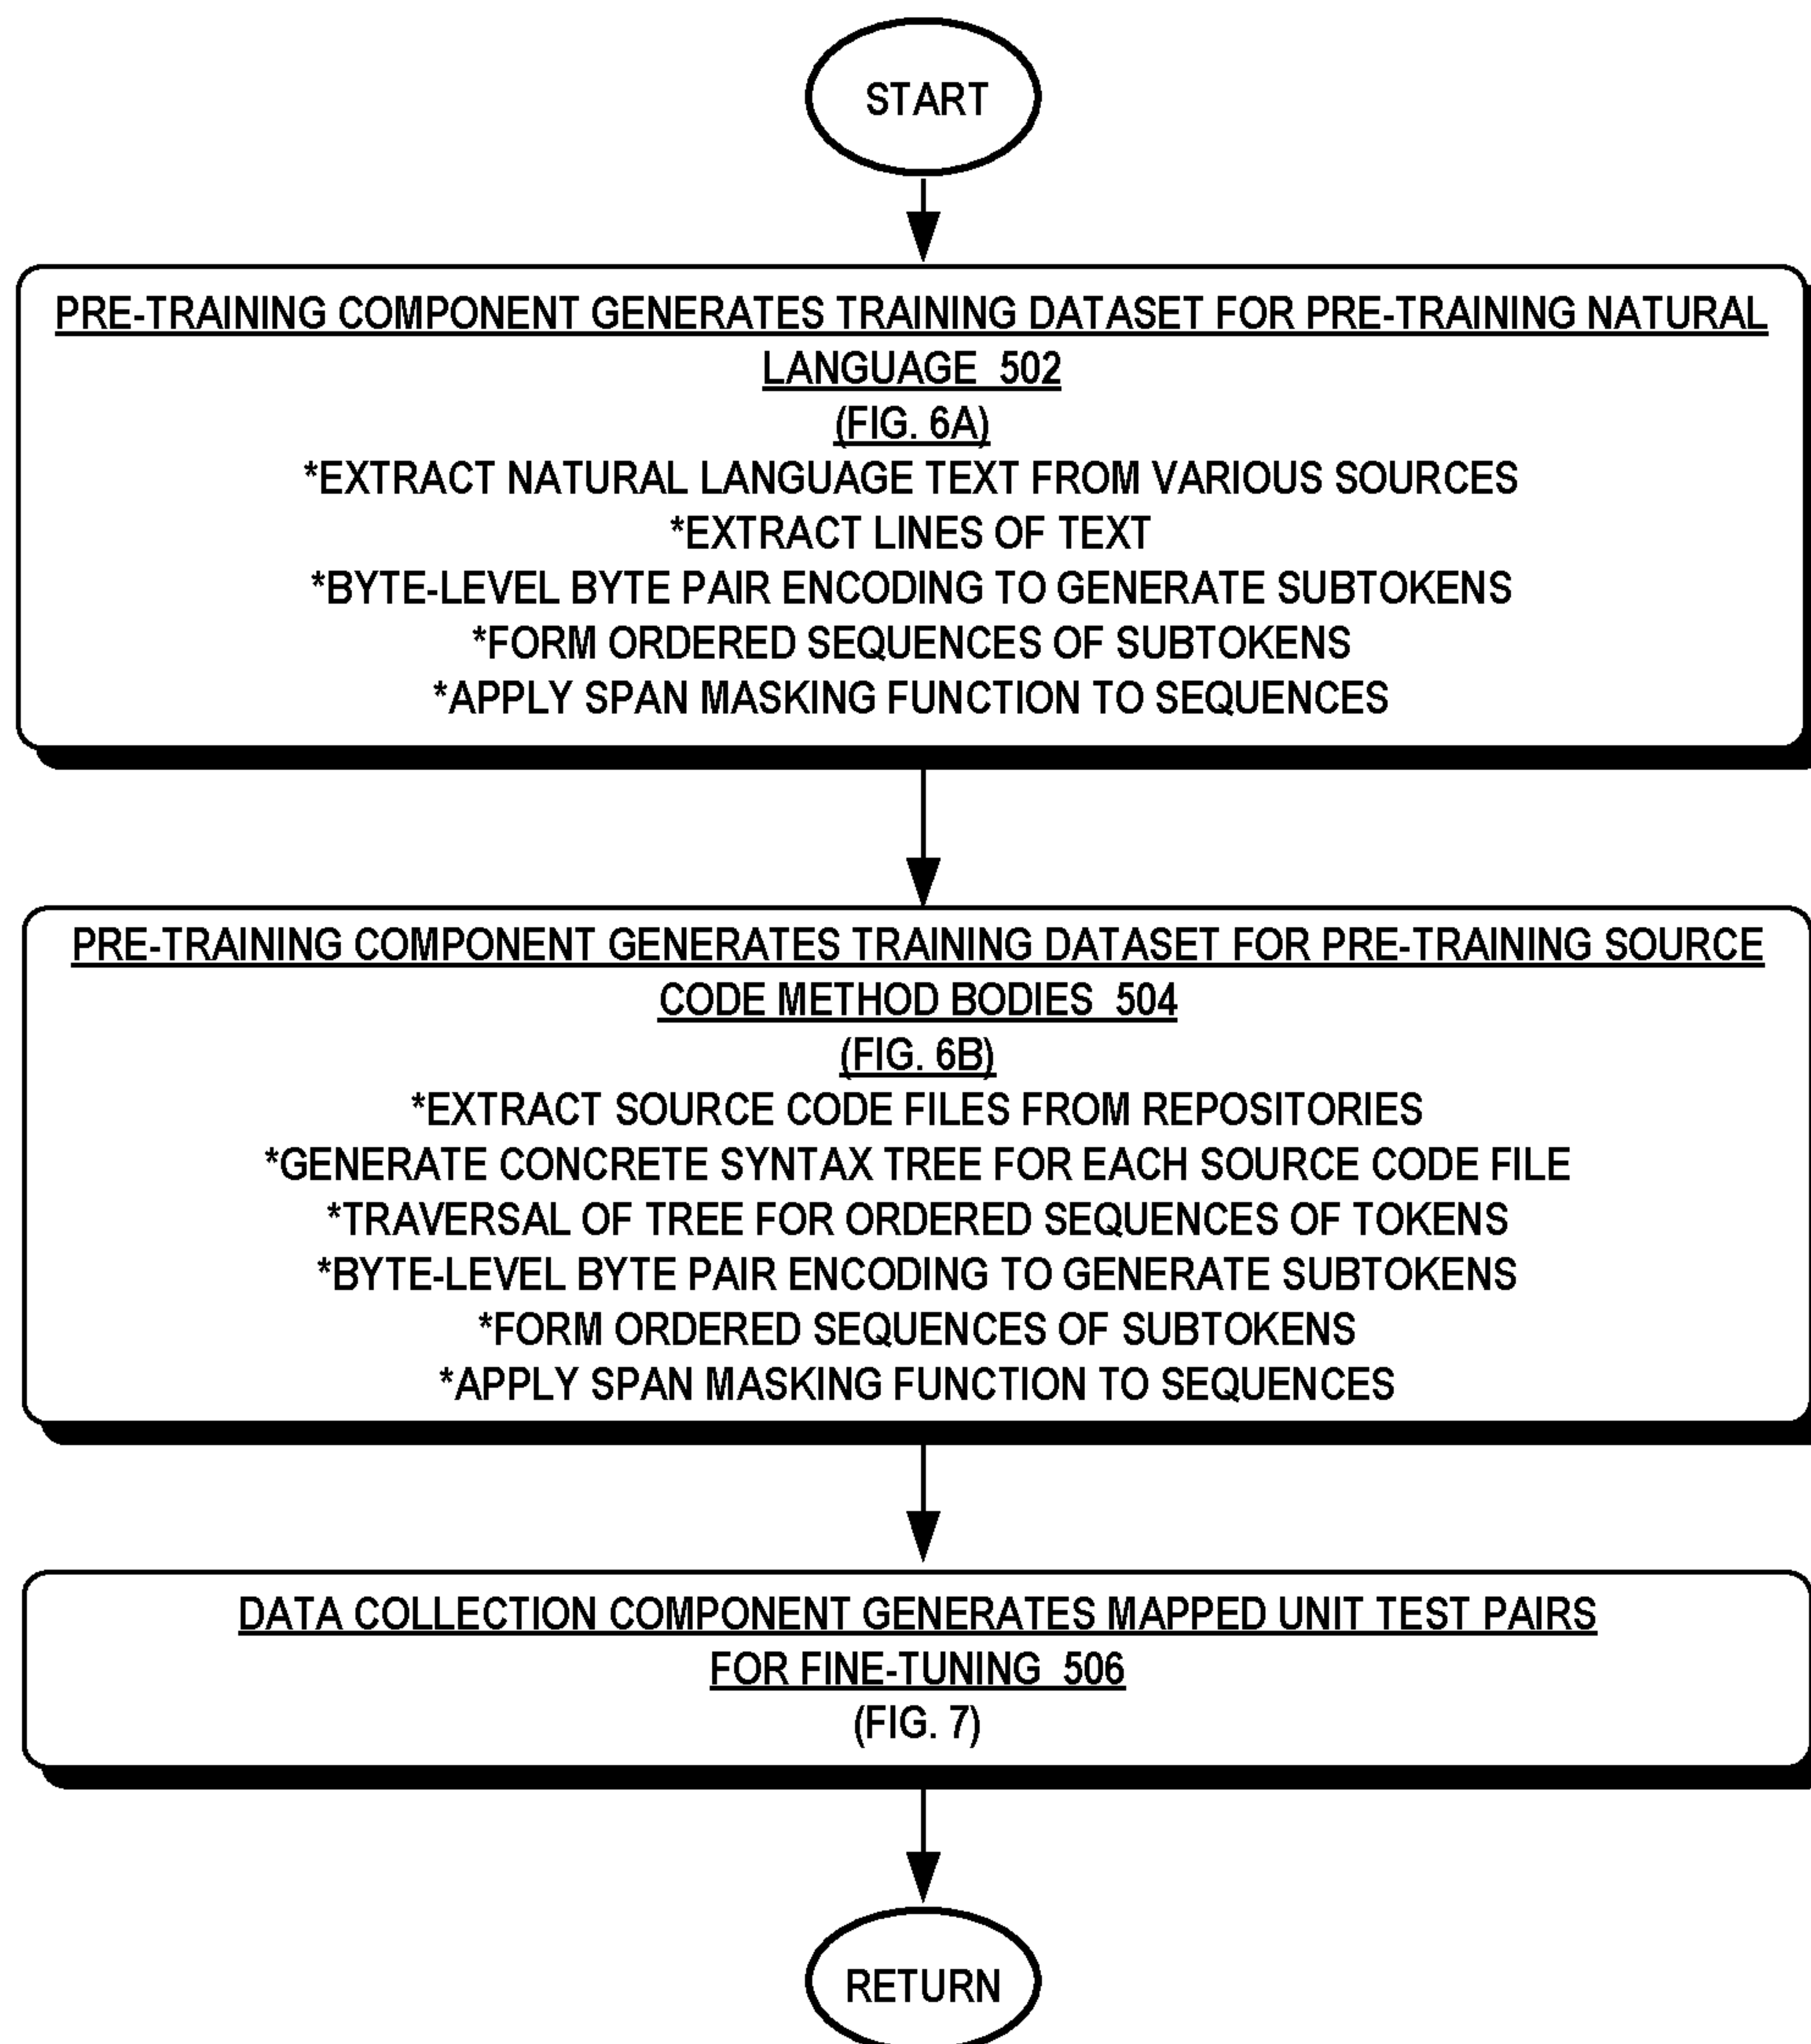 START
PRE-TRAINING COMPONENT GENERATES TRAINING DATASET FOR PRE-TRAINING NATURAL
LANGUAGE 502
(FIG. 6A)
*EXTRACT NATURAL LANGUAGE TEXT FROM VARIOUS SOURCES
*EXTRACT LINES OF TEXT
*BYTE-LEVEL BYTE PAIR ENCODING TO GENERATE SUBTOKENS
*FORM ORDERED SEQUENCES OF SUBTOKENS
*APPLY SPAN MASKING FUNCTION TO SEQUENCES
PRE-TRAINING COMPONENT GENERATES TRAINING DATASET FOR PRE-TRAINING SOURCE
CODE METHOD BODIES 504
(FIG. 6B)
*EXTRACT SOURCE CODE FILES FROM REPOSITORIES
*GENERATE CONCRETE SYNTAX TREE FOR EACH SOURCE CODE FILE
*TRAVERSAL OF TREE FOR ORDERED SEQUENCES OF TOKENS
*BYTE-LEVEL BYTE PAIR ENCODING TO GENERATE SUBTOKENS
*FORM ORDERED SEQUENCES OF SUBTOKENS
*APPLY SPAN MASKING FUNCTION TO SEQUENCES
DATA COLLECTION COMPONENT GENERATES MAPPED UNIT TEST PAIRS
FOR FINE-TUNING 506
(FIG. 7)
RETURN